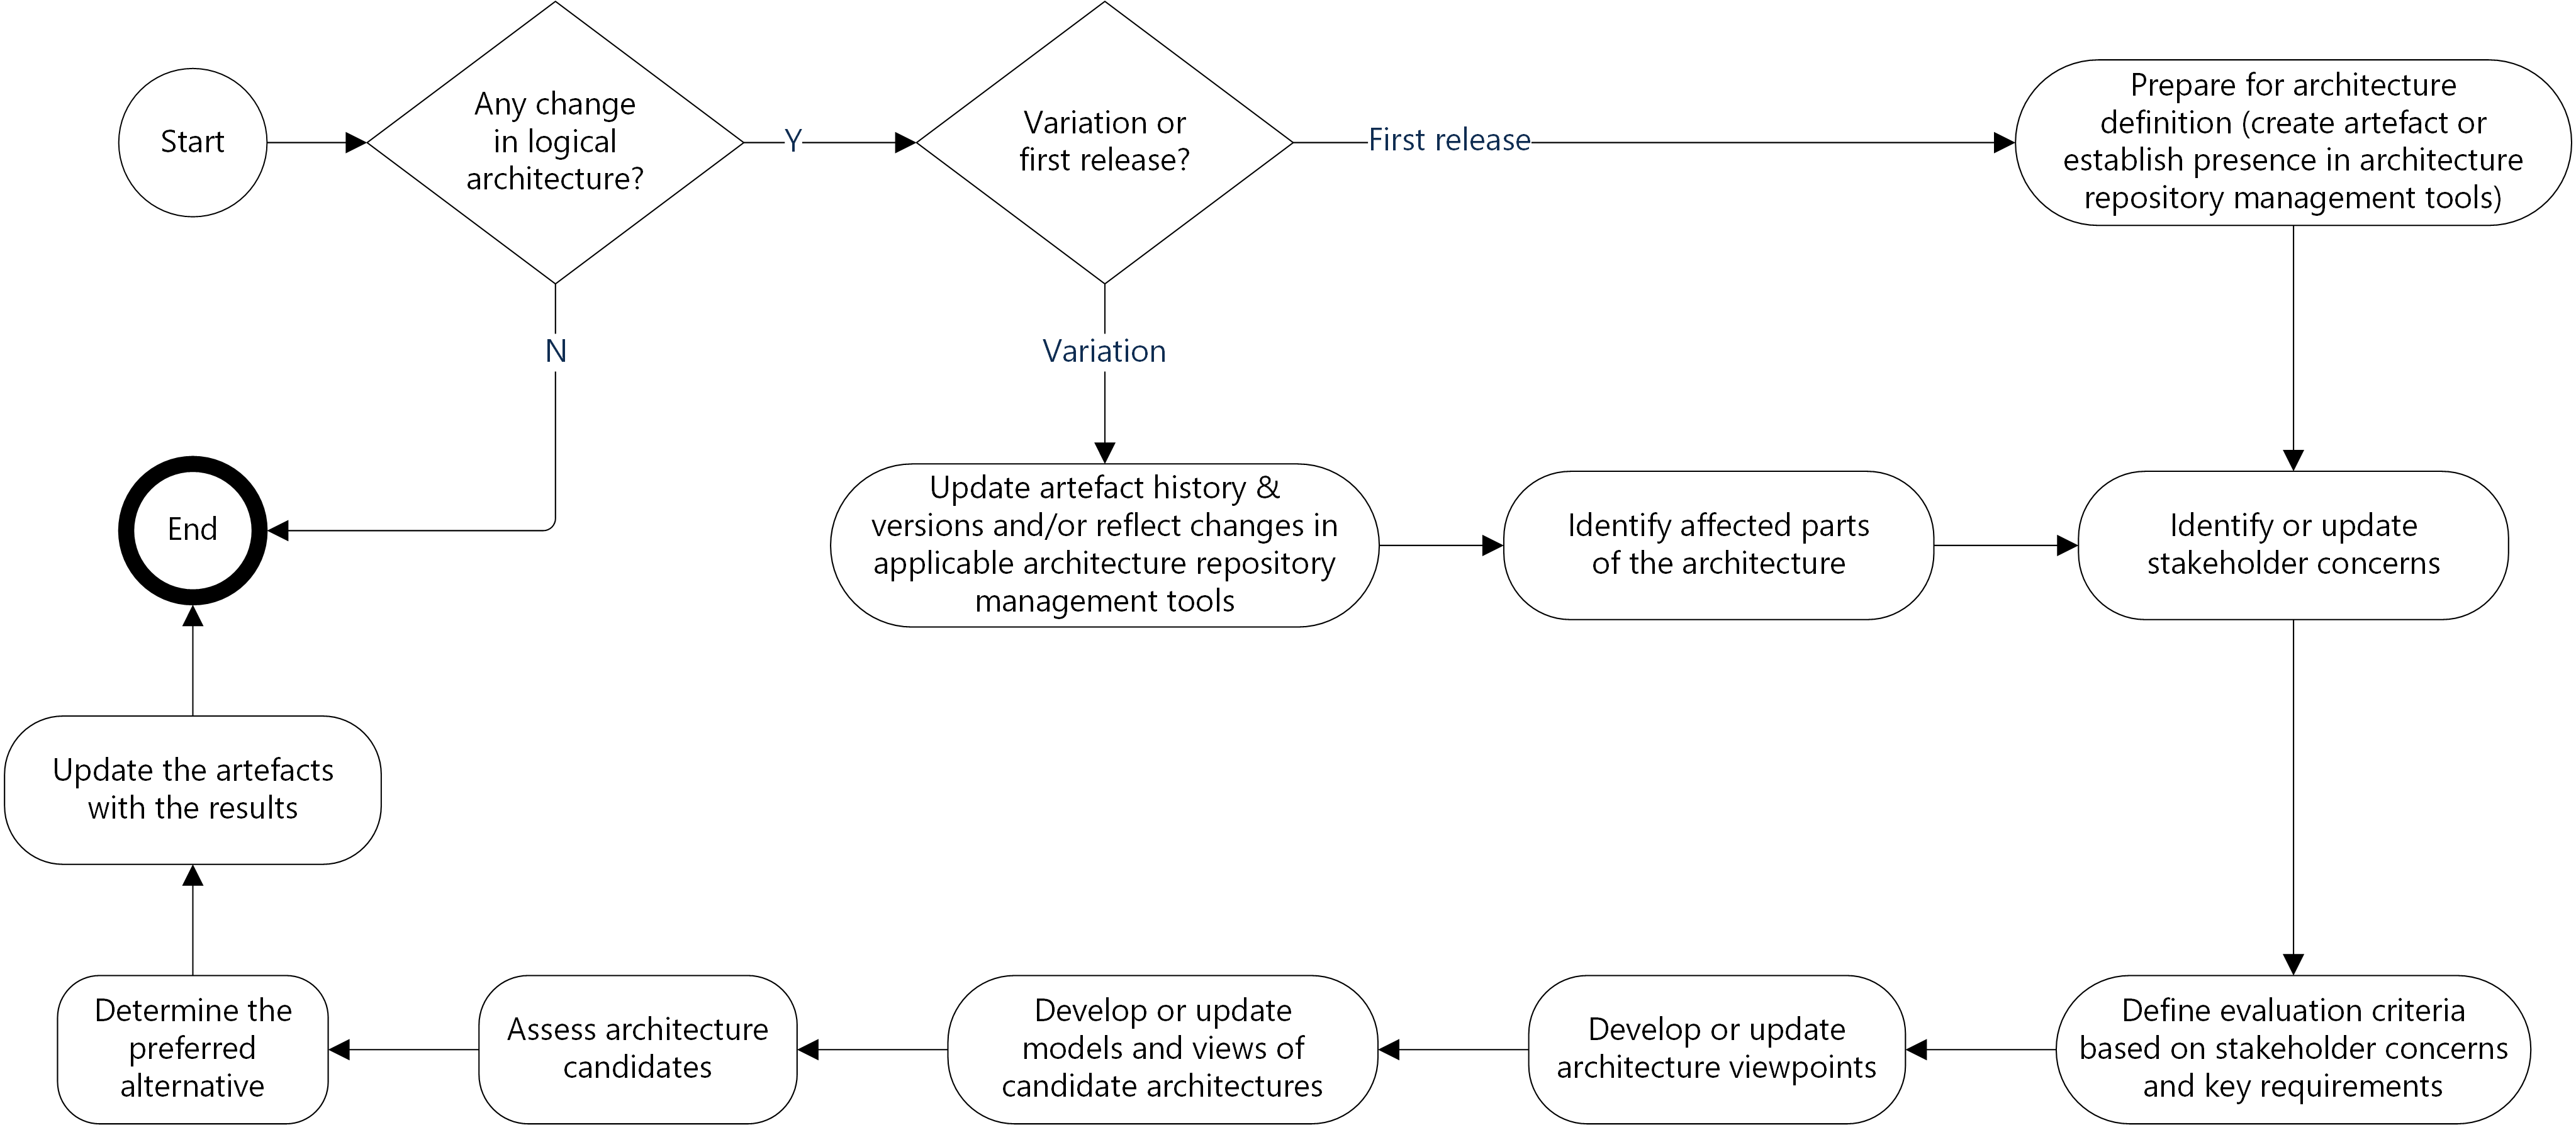 Start
Any change
in logical
architecture?
Y
Variation or
first release?
First release
Prepare for architecture
definition (create artefact or
establish presence in architecture
repository management tools)
N
Variation
End
Update artefact history &
versions and/or reflect changes in
applicable architecture repository
management tools
Identify affected parts
of the architecture
Identify or update
stakeholder concerns
Update the artefacts
with the results
Determine the
preferred
alternative
Assess architecture
candidates
Develop or update
models and views of
candidate architectures
Develop or update
architecture viewpoints
Define evaluation criteria
based on stakeholder concerns
and key requirements